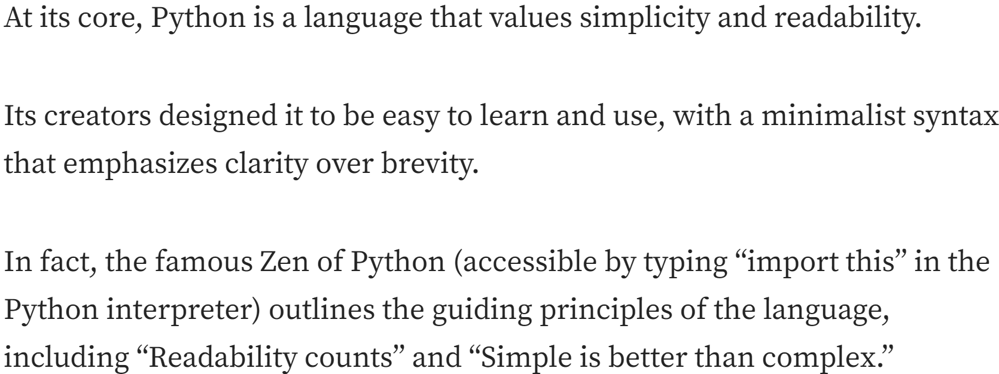 At its core, Python is a language that values simplicity and readability.
Its creators designed it to be easy to learn and use, with a minimalist syntax
that emphasizes clarity over brevity.
In fact, the famous Zen of Python (accessible by typing “import this” in the
Python interpreter) outlines the guiding principles of the language,
including “Readability counts” and “Simple is better than complex.”